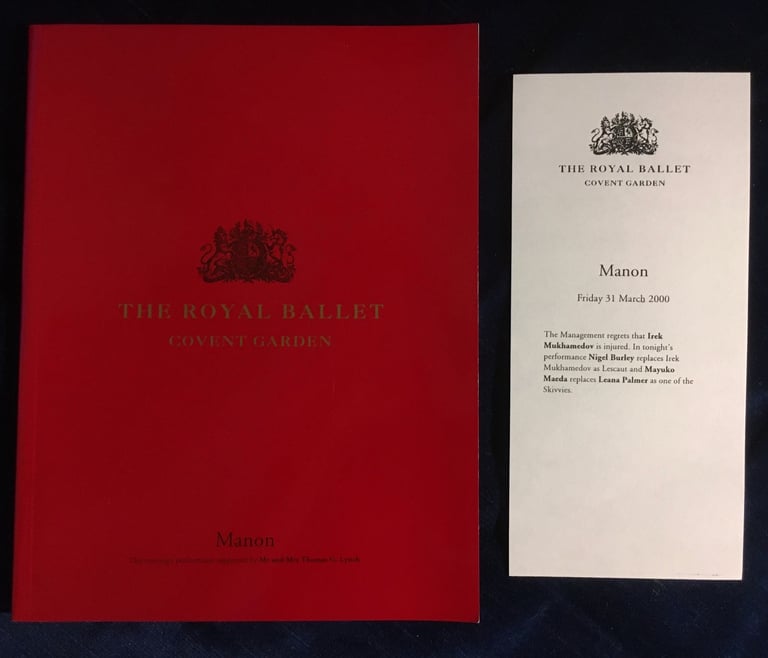 THE ROYAL BALLET
COVENT GARDEN
Manon
This evening's performance supported by Mr and Mrs Thomas G. Lynch
THE ROYAL BALLET
COVENT GARDEN
Manon
Friday 31 March 2000
The Management regrets that Irek
Mukhamedov is injured. In tonight's
performance Nigel Burley replaces Irek
Mukhamedov as Lescaut and Mayuko
Maeda replaces Leana Palmer as one of the
Skivvies.